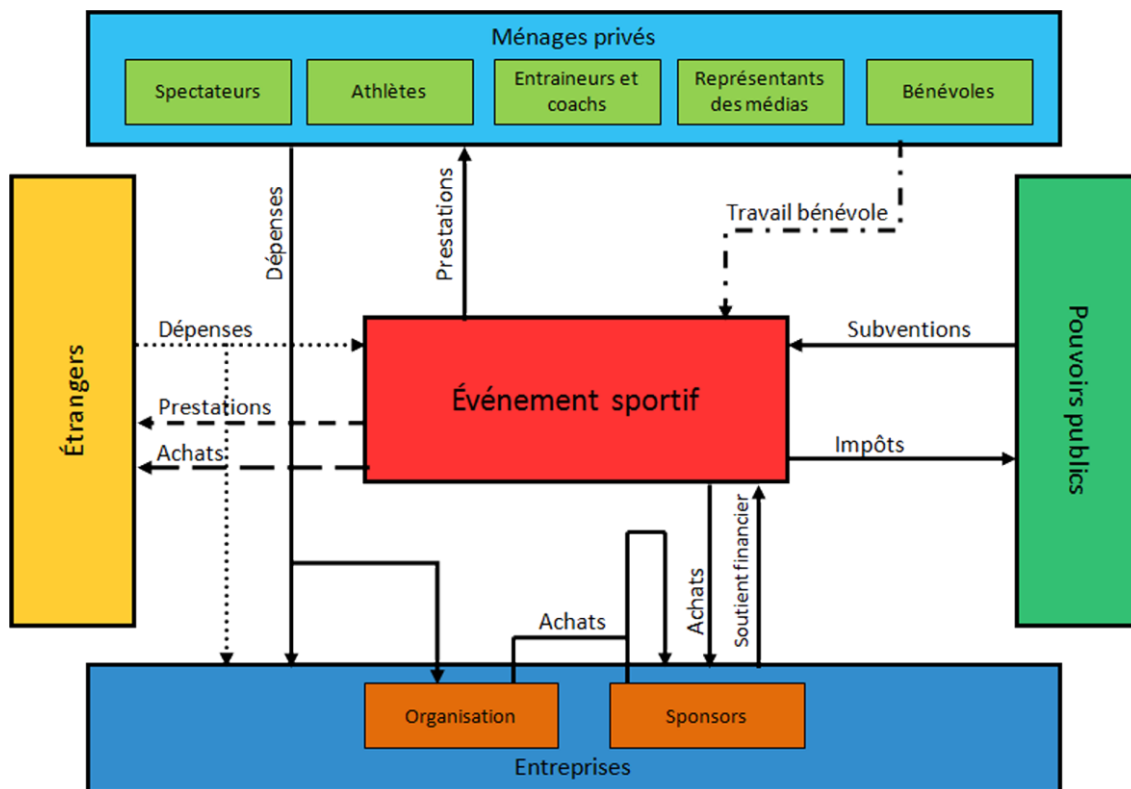 Ménages privés
Spectateurs
Athlètes
Entraineurs et
coachs
Représentants
des médias
Bénévoles
Dépenses
Prestations
Travail bénévole
Étrangers
Dépenses
Prestations
Achats
Événement sportif
Subventions
Impôts
Pouvoirs publics
Achats
Achats
Soutient financier
Organisation
Sponsors
Entreprises